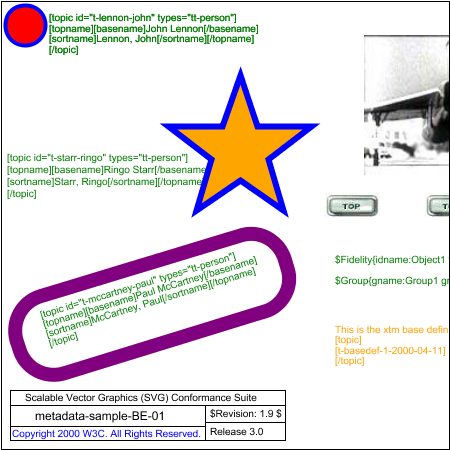 [topic id="t-lennon-john" types="tt-person"]
[topname][basename]John Lennon[/basename]
[sortname]Lennon, John[/sortname][/topname]
[/topic]
[topic id="t-starr-ringo" types="tt-person"]
[topname][basename]Ringo Starr[/basename
[sortname]Starr, Ringo[/sortname][/topname
[/topic]
TOP
$Fidelity{idname:Object1
$Group{gname:Group1 gr
[topic id="t-mccartney-paul" types="tt-person"]
[topname][basename]Paul McCartney[/basename]
[sortname]McCartney, Paul[/sortname][/topname]
[/topic]
This is the xtm base defin
[topic]
[t-basedef-1-2000-04-11]
[/topic]
Scalable Vector Graphics (SVG) Conformance Suite
metadata-sample-BE-01
$Revision: 1.9 $
Copyright 2000 W3C. All Rights Reserved.
Release 3.0